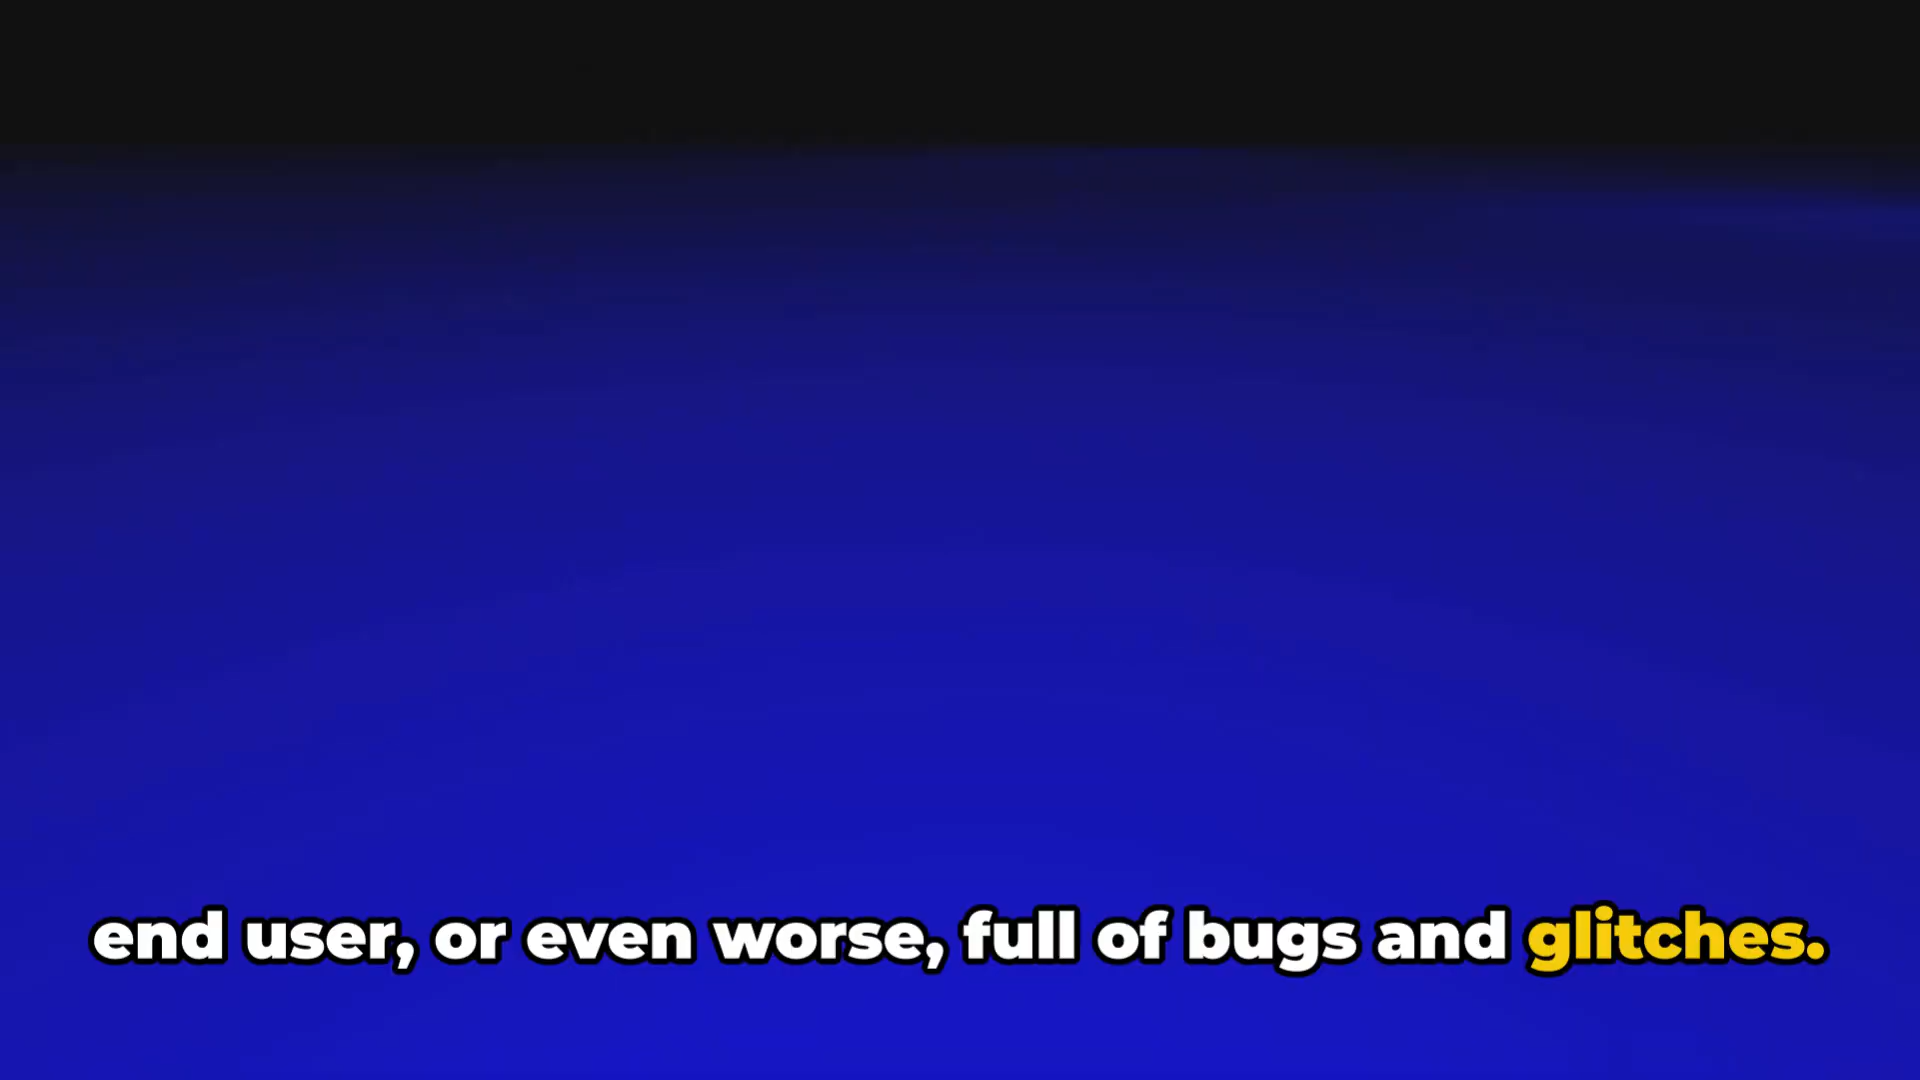 end user, or even worse, full of bugs and glitches.